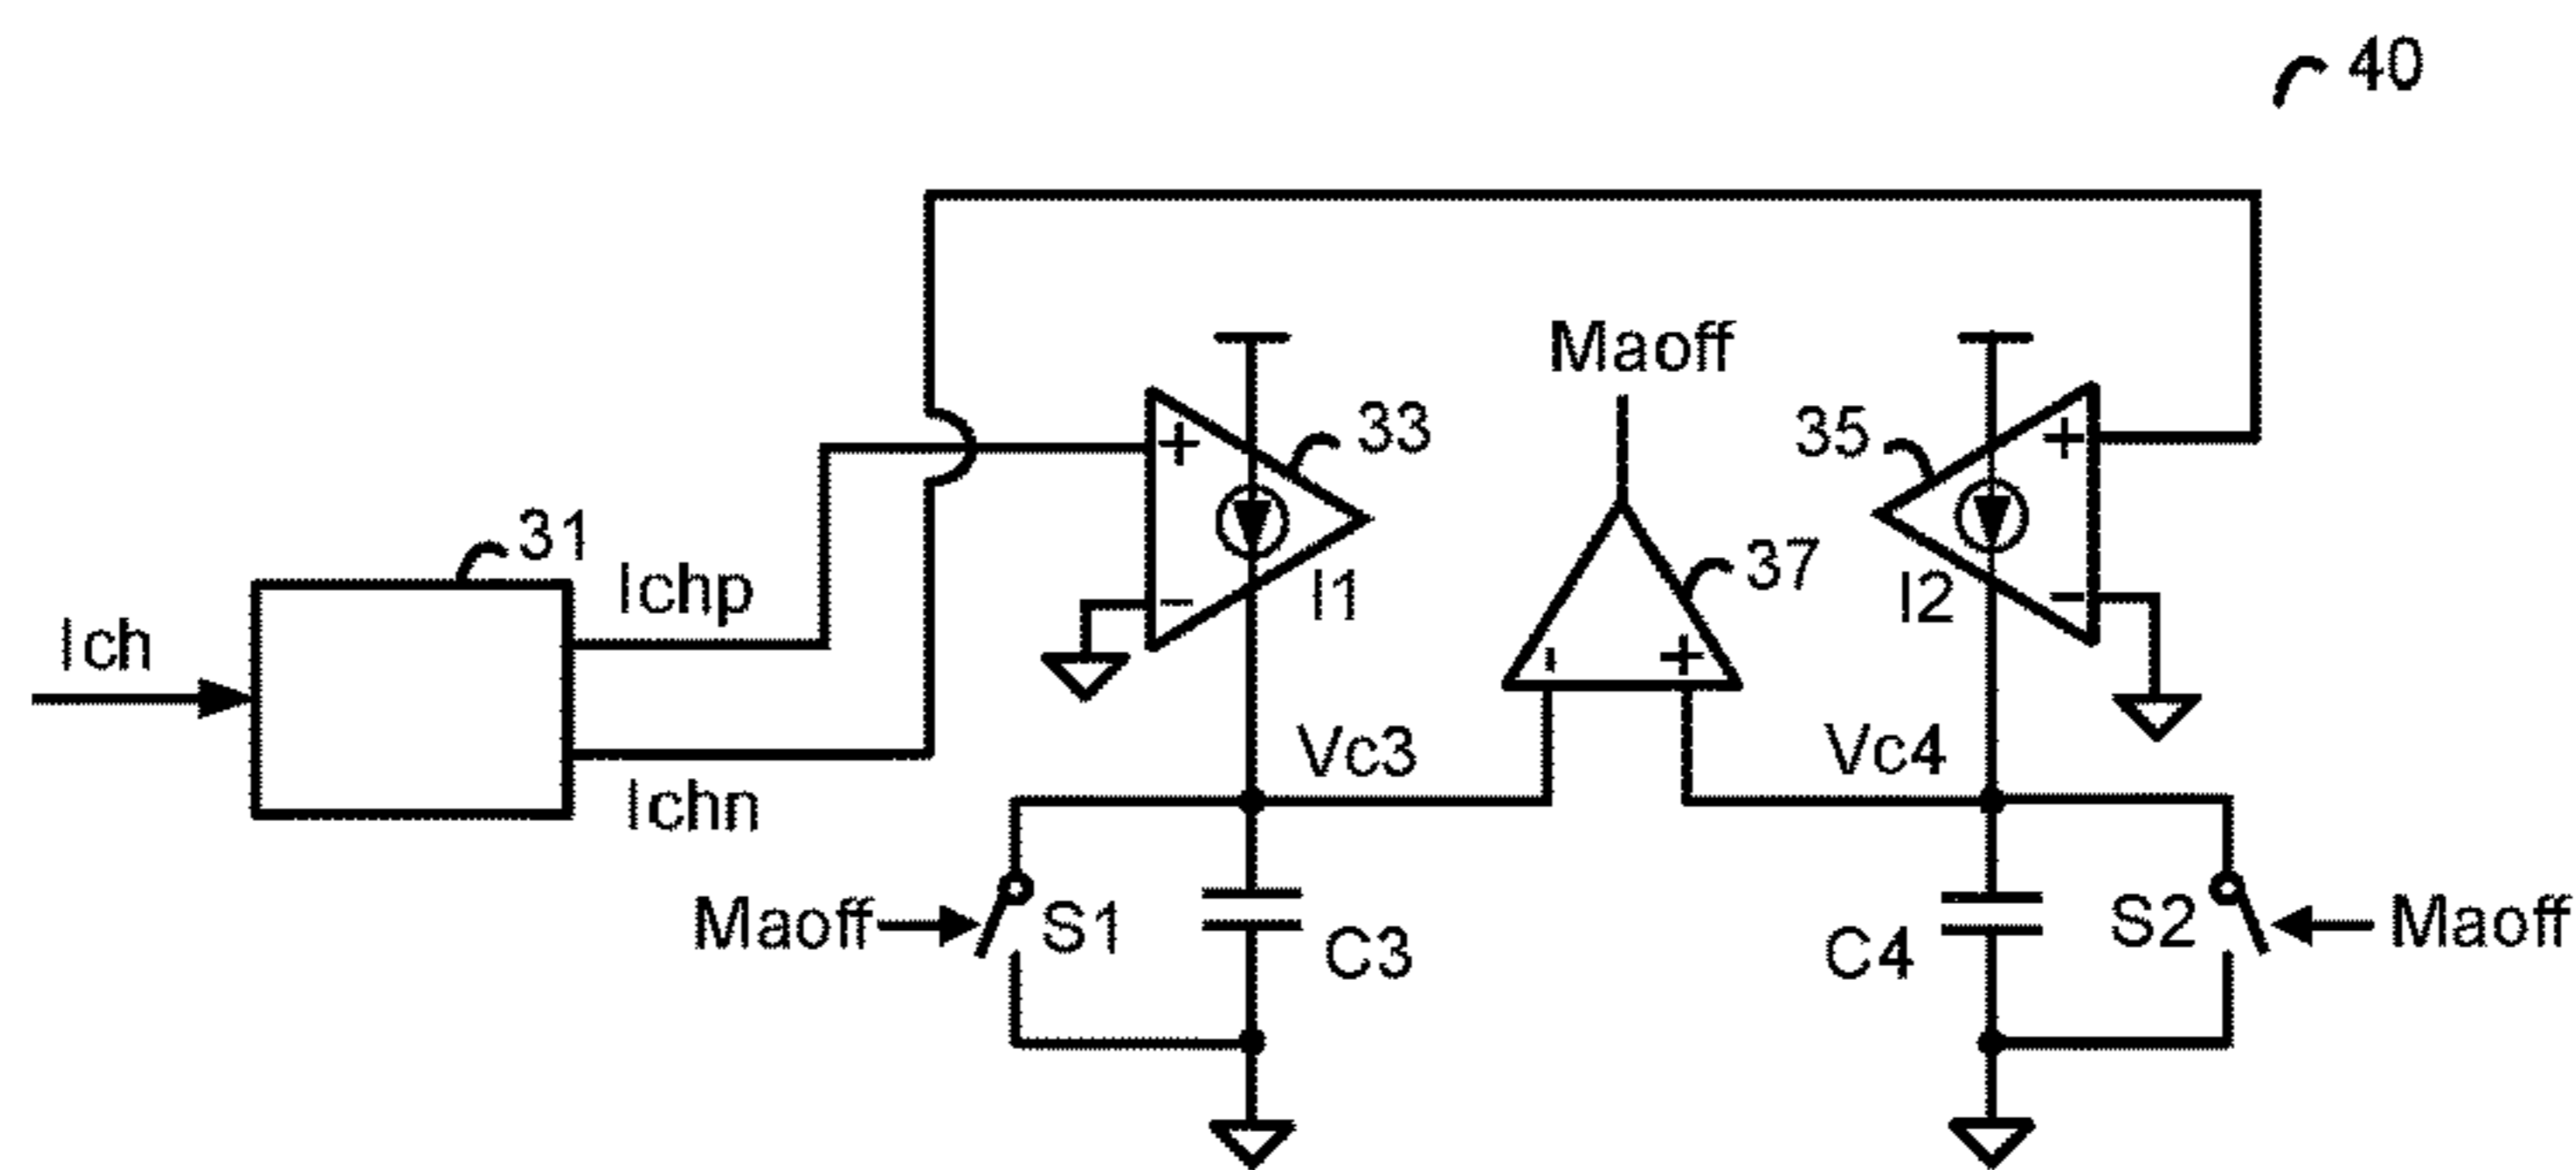 40
Maoff
33
35
+
+
31
37
Ichp
I1
I2
-
-
Ich
-
+
Vc3
Vc4
Ichn
Maoff
S1
C3
C4
S2
Maoff